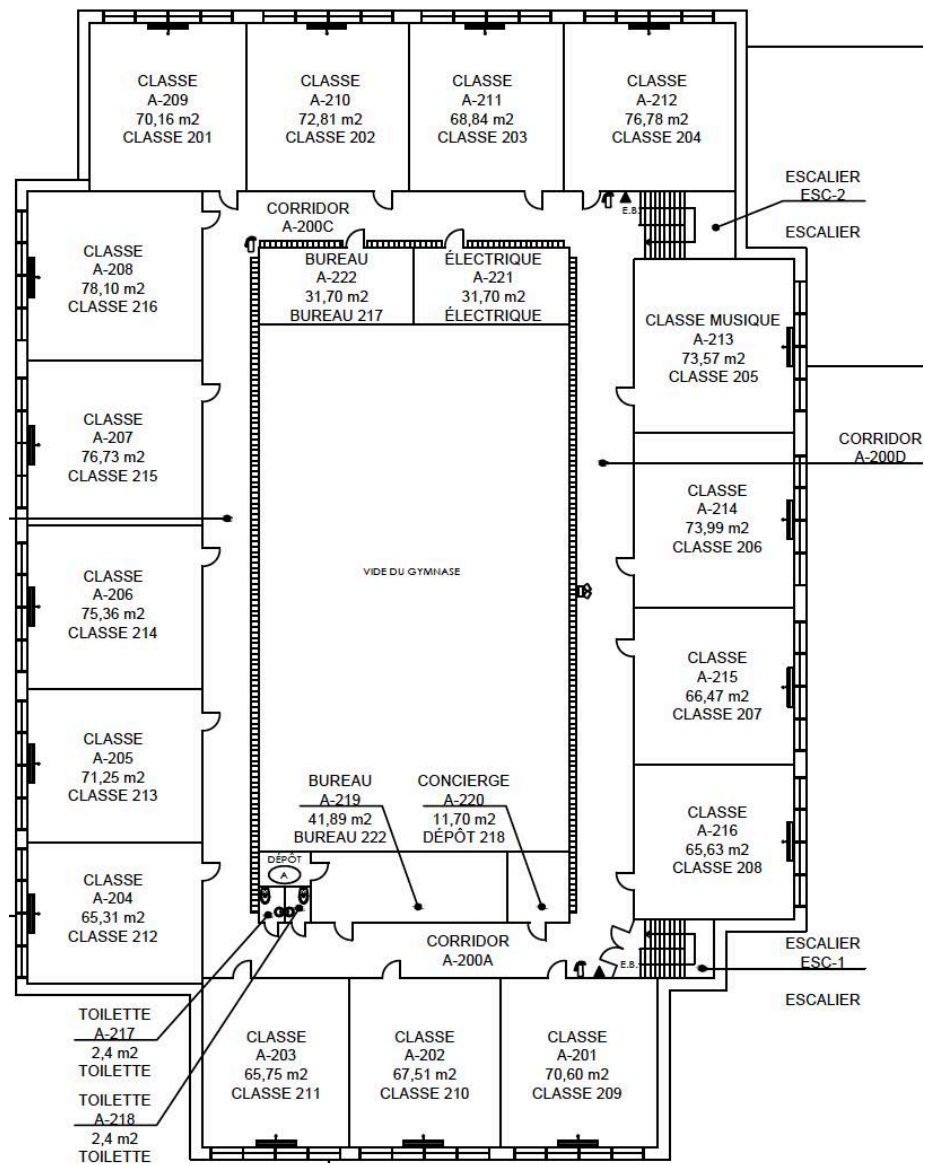 CLASSE
A-209
70,16 m2
CLASSE 201
CLASSE
A-210
72,81 m2
CLASSE 202
CLASSE
A-211
68,84 m2
CLASSE 203
CLASSE
A-212
76,78 m2
CLASSE 204
ESCALIER
ESC-2
ESCALIER
CORRIDOR
A-200C
E.B.
CLASSE
A-208
78,10 m2
CLASSE 216
BUREAU
A-222
31,70 m2
BUREAU 217
ÉLECTRIQUE
A-221
31,70 m2
ÉLECTRIQUE
CLASSE MUSIQUE
A-213
73,57 m2
CLASSE 205
CLASSE
A-207
76,73 m2
CLASSE 215
CORRIDOR
A-200D
CLASSE
A-214
73,99 m2
CLASSE 206
VIDE DU GYMNASE
CLASSE
A-206
75,36 m2
CLASSE 214
CLASSE
A-215
66,47 m2
CLASSE 207
CLASSE
A-205
71,25 m2
CLASSE 213
BUREAU
A-219
41,89 m2
BUREAU 222
CONCIERGE
A-220
11,70 m2
DÉPÔT 218
CLASSE
A-216
65,63 m2
CLASSE 208
DÉPÔT
A
CLASSE
A-204
65,31 m2
CLASSE 212
CORRIDOR
A-200A
E.B.
ESCALIER
ESC-1
ESCALIER
TOILETTE
A-217
2,4 m2
TOILETTE
TOILETTE
A-218
2,4 m2
TOILETTE
CLASSE
A-203
65,75 m2
CLASSE 211
CLASSE
A-202
67,51 m2
CLASSE 210
CLASSE
A-201
70,60 m2
CLASSE 209